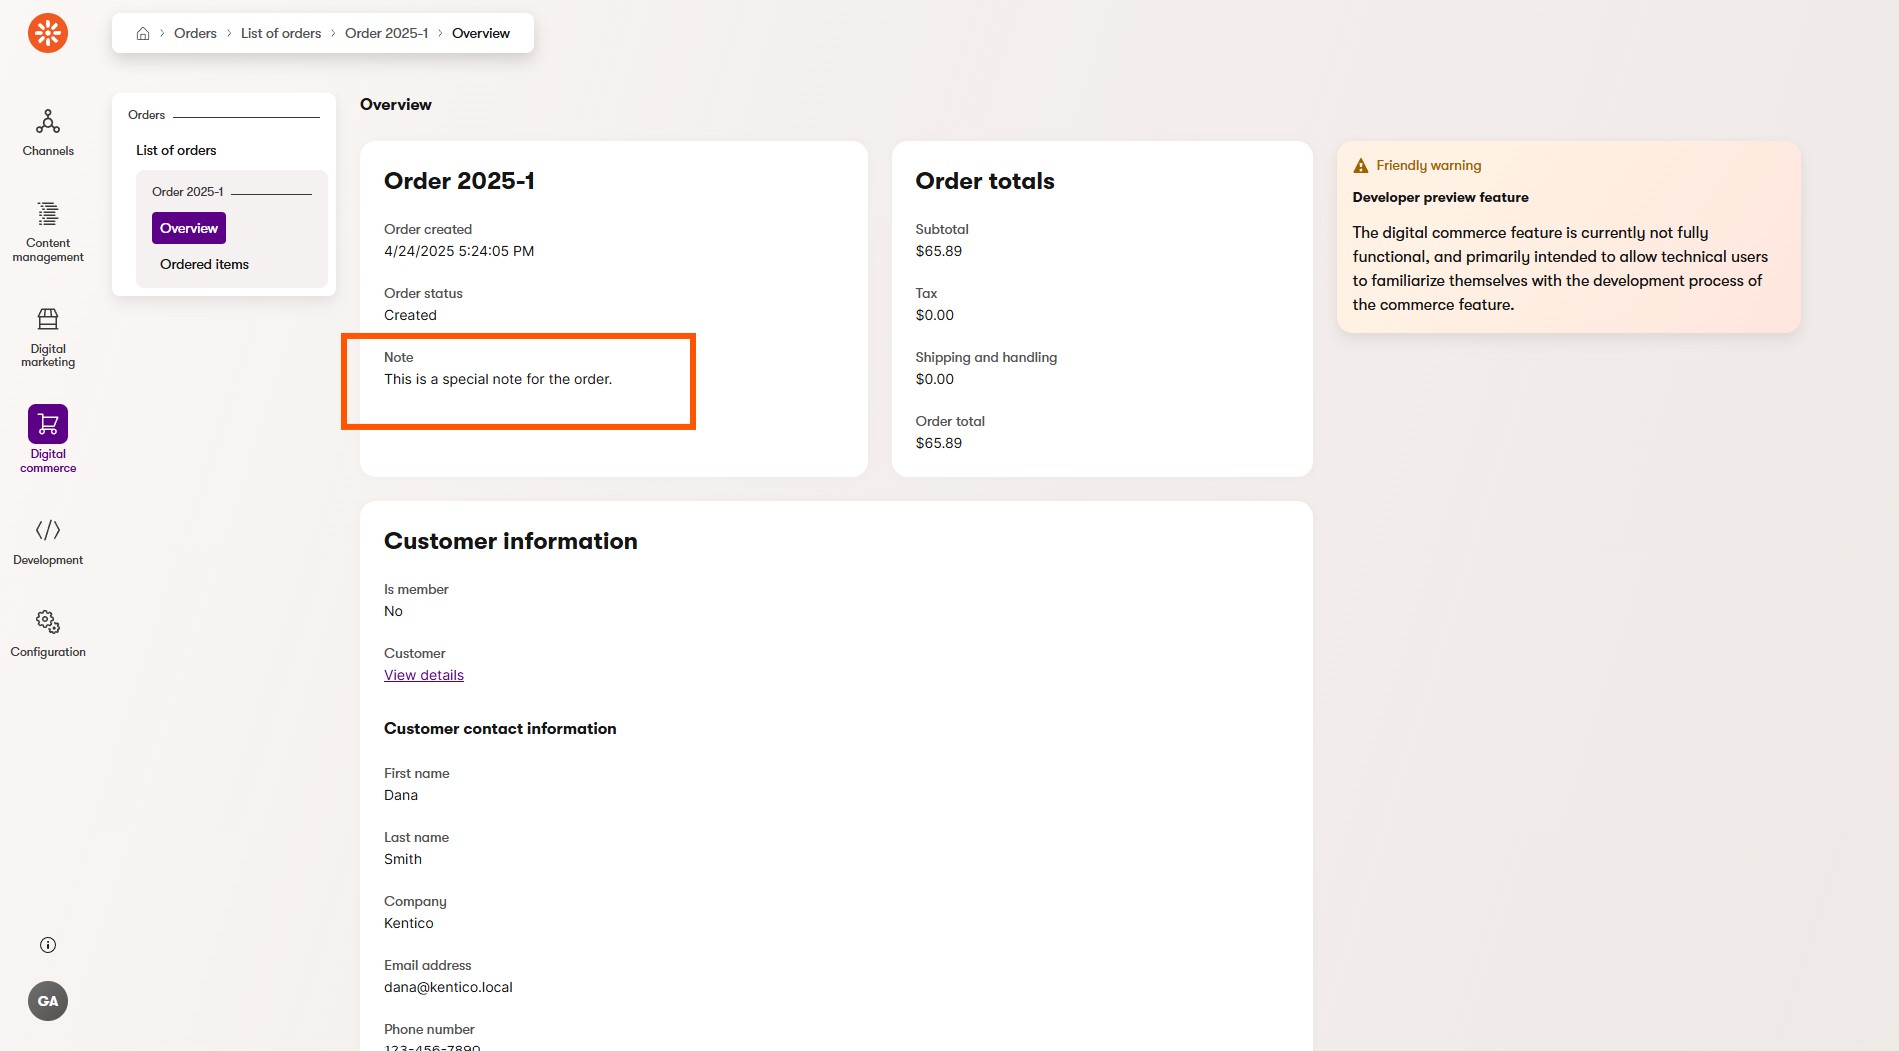 Orders
List of orders
Order 2025-1
Overview
Channels
Content
management
Digital
marketing
Digital
commerce
Development
Configuration
GA
Orders
List of orders
Order 2025-1
Overview
Ordered items
Overview
Order 2025-1
Order created
4/24/2025 5:24:05 PM
Order status
Created
Note
This is a special note for the order.
Order totals
Subtotal
$65.89
Tax
$0.00
Shipping and handling
$0.00
Order total
$65.89
Friendly warning
Developer preview feature
The digital commerce feature is currently not fully
functional, and primarily intended to allow technical users
to familiarize themselves with the development process of
the commerce feature.
Customer information
Is member
No
Customer
View details
Customer contact information
First name
Dana
Last name
Smith
Company
Kentico
Email address
dana@kentico.local
Phone number
123-456-7890